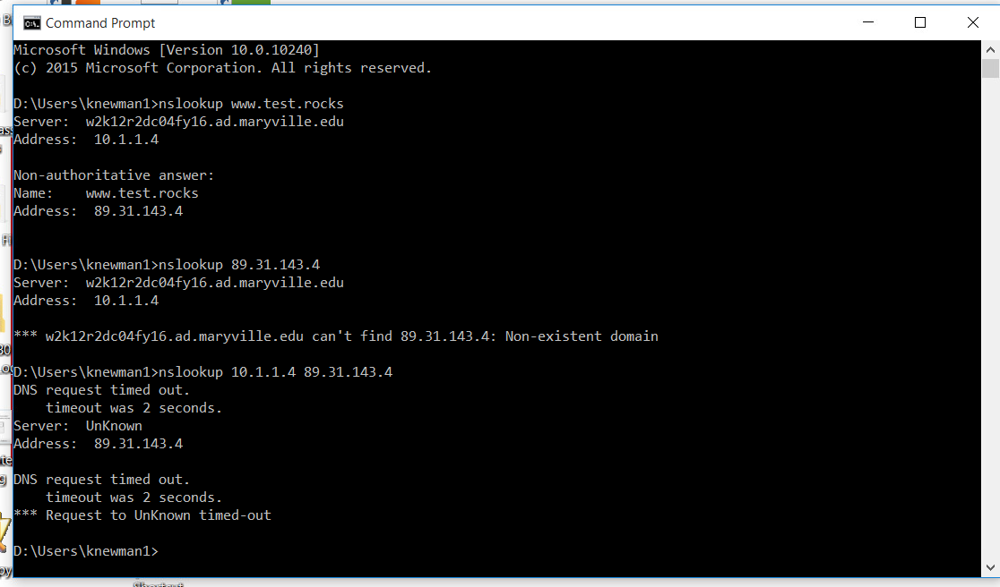 Command Prompt
Microsoft Windows [Version 10.0.10240]
(c) 2015 Microsoft Corporation. All rights reserved.
D:\Users\knewman1>nslookup www.test.rocks
Server:  w2k12r2dc04fy16.ad.maryville.edu
Address:  10.1.1.4
Non-authoritative answer:
Name:    www.test.rocks
Address:  89.31.143.4
D:\Users\knewman1>nslookup 89.31.143.4
Server:  w2k12r2dc04fy16.ad.maryville.edu
Address:  10.1.1.4
*** w2k12r2dc04fy16.ad.maryville.edu can't find 89.31.143.4: Non-existent domain
D:\Users\knewman1>nslookup 10.1.1.4 89.31.143.4
DNS request timed out.
    timeout was 2 seconds.
Server:  UnKnown
Address:  89.31.143.4
DNS request timed out.
    timeout was 2 seconds.
*** Request to UnKnown timed-out
D:\Users\knewman1>